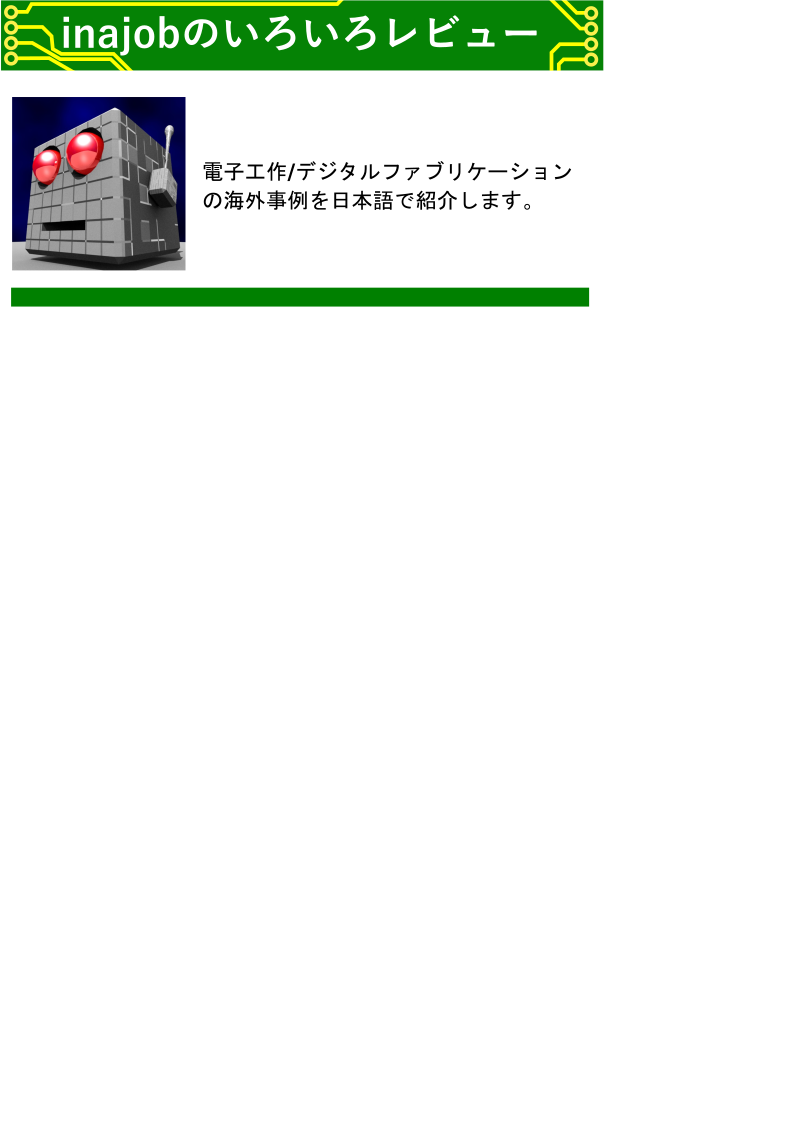 inajobのいろいろレビュー
電子工作/デジタルファブリケーション
の海外事例を日本語で紹介します。